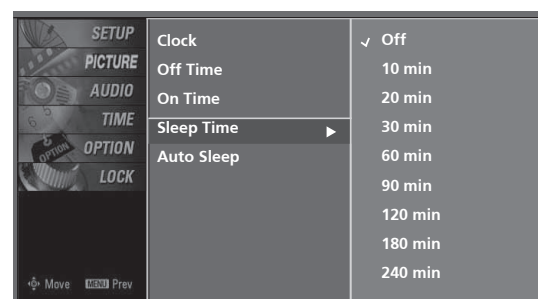 SETUP
PICTURE
AUDIO
TIME
OPTION
LOCK
Move MENU Prev
Clock
Off Time
On Time
Sleep Time
Auto Sleep
Off
10 min
20 min
30 min
60 min
90 min
120 min
180 min
240 min